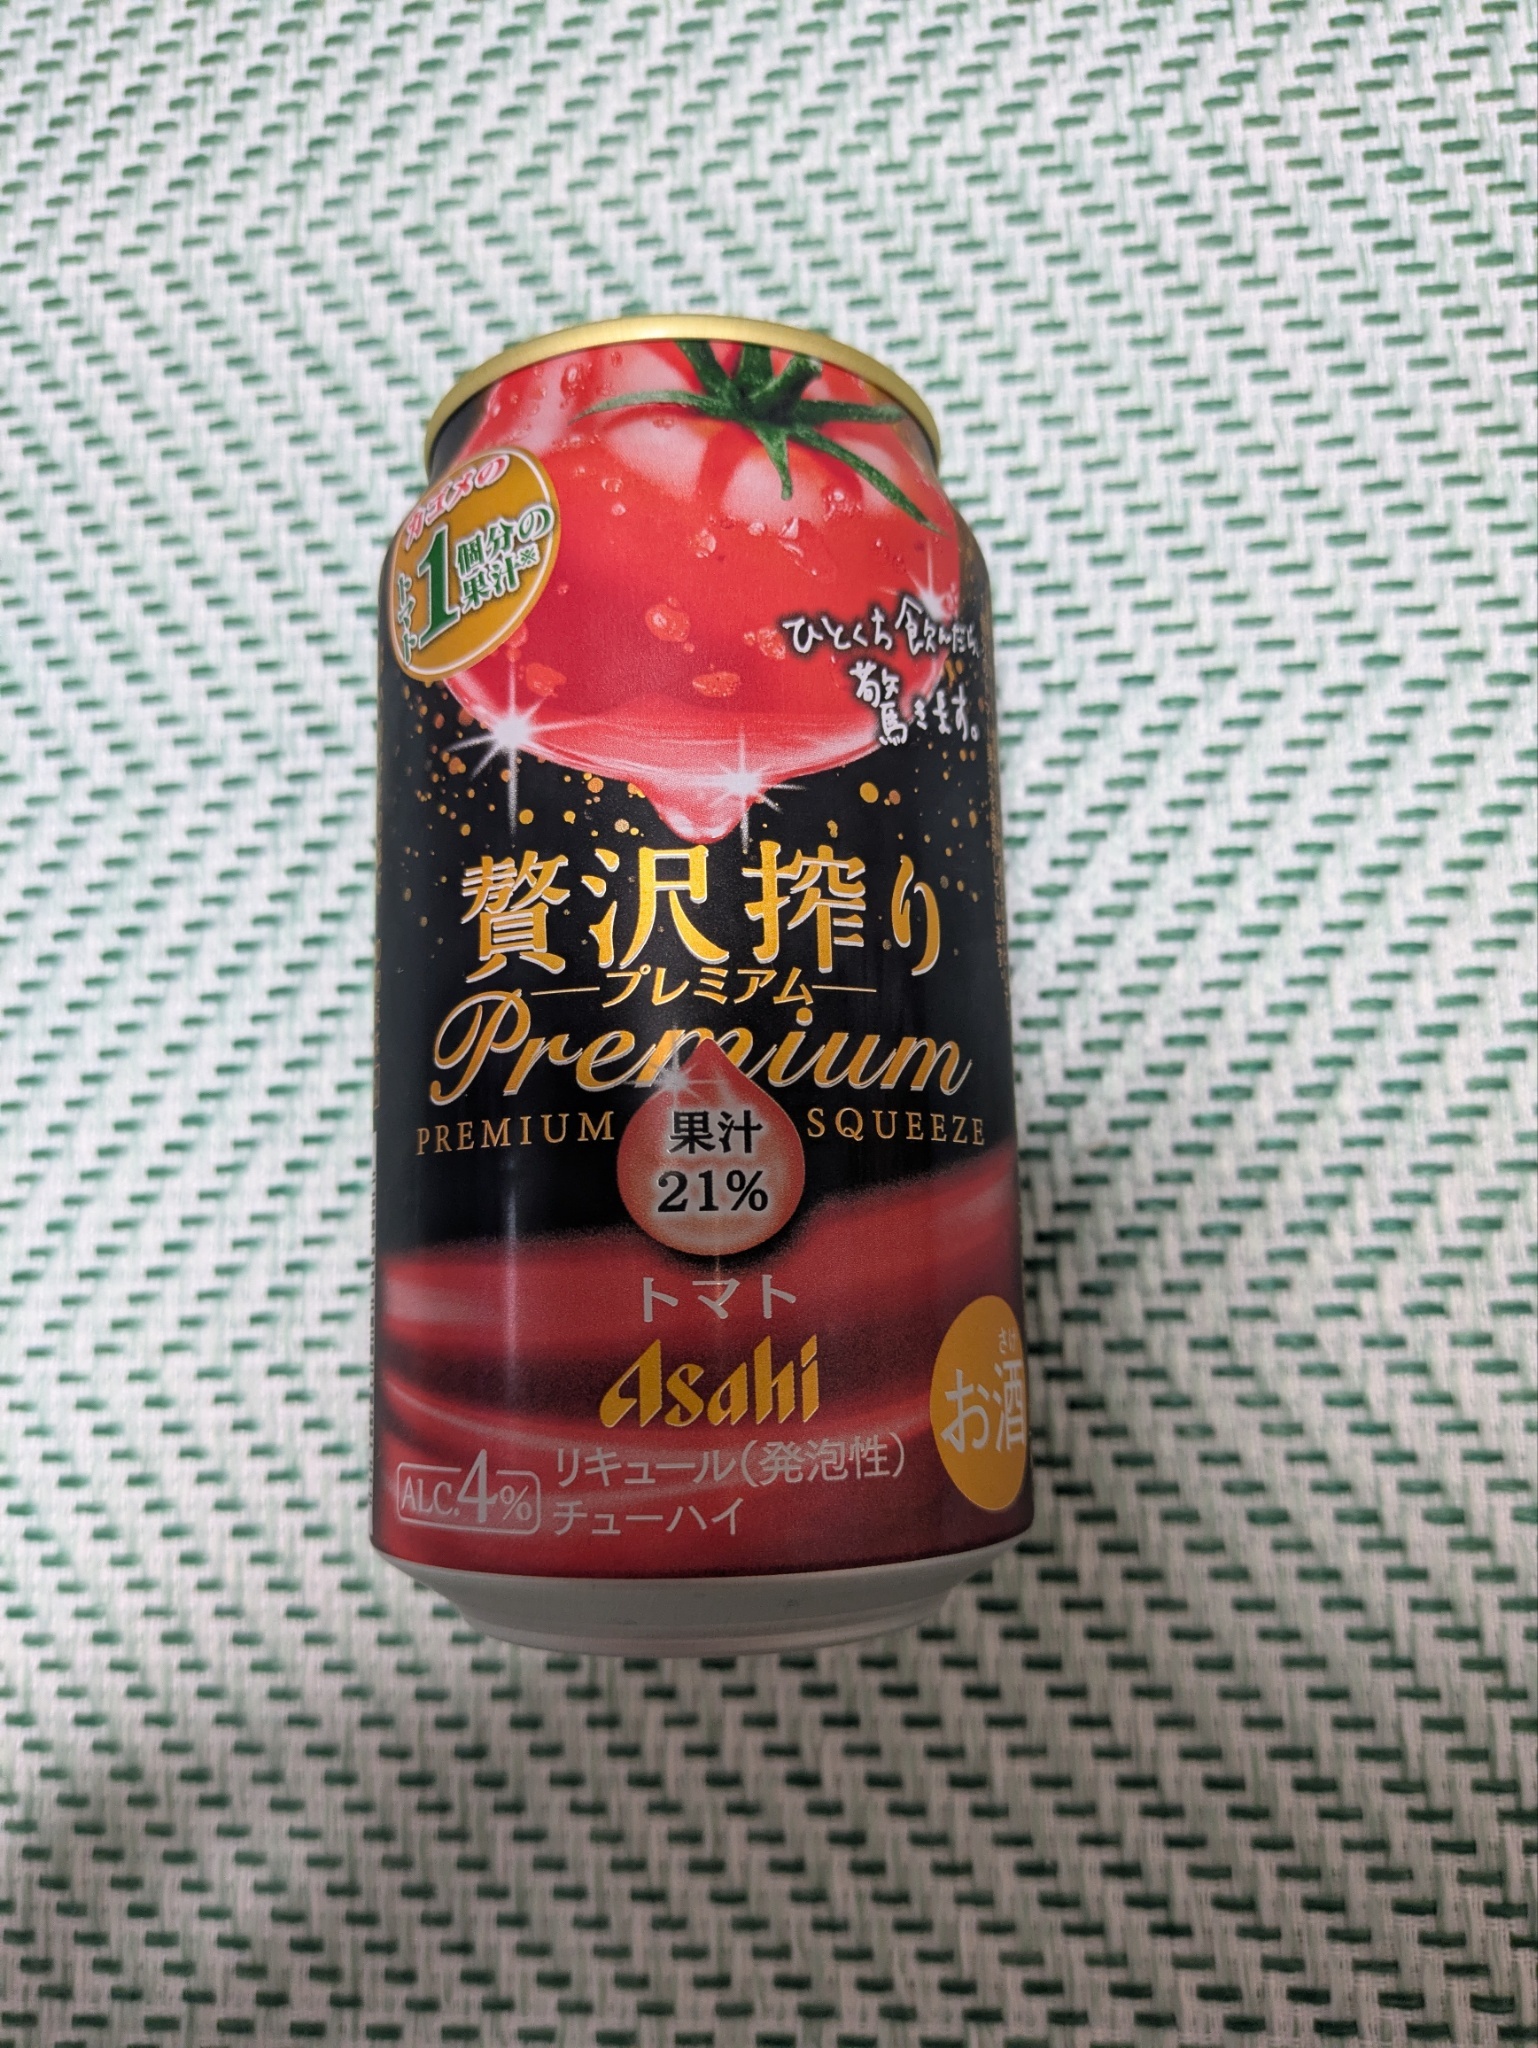 カゴメの
トマト1個分の
果汁※
ひとくち飲んだら、
驚きます。
贅沢搾り
プレミアム
Premium
PREMIUM SQUEEZE
果汁
21%
トマト
Asahi
さけ
お酒
リキュール(発泡性)
ALC.4%
チューハイ